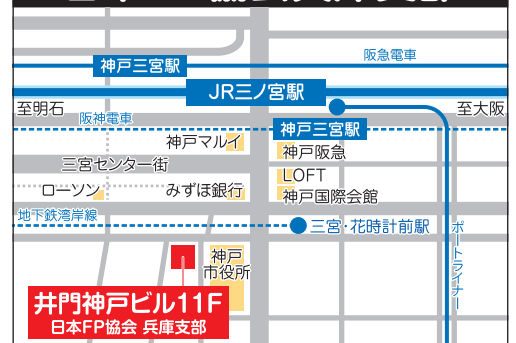 阪急電車
神戸三宮駅
JR三ノ宮駅
至明石
至大阪
阪神電車
神戸三宮駅
神戸マルイ
神戸阪急
三宮センター街
LOFT
ローソン
みずほ銀行
神戸国際会館
地下鉄湾岸線
三宮・花時計前駅
ポートライナー
神戸
市役所
井門神戸ビル11F
日本FP協会 兵庫支部